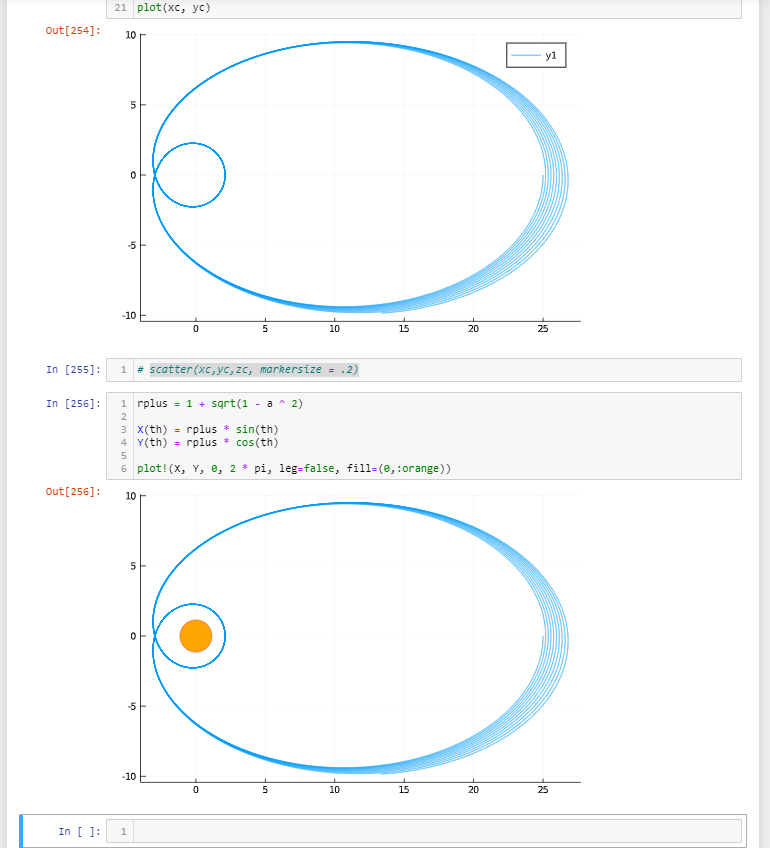 21 plot(xc, yc)
Out[254]:
10
5
0
-5
-10
0 5 10 15 20 25
y1
In [255]: 1 # scatter(xc,yc,zc, markersize = .2)
In [256]: 1 rplus = 1 + sqrt(1 - a ^ 2)
2
3 X(th) = rplus * sin(th)
4 Y(th) = rplus * cos(th)
5
6 plot!(X, Y, 0, 2 * pi, leg=false, fill=(0,:orange))
Out[256]:
10
5
0
-5
-10
0 5 10 15 20 25
In [ ]: 1